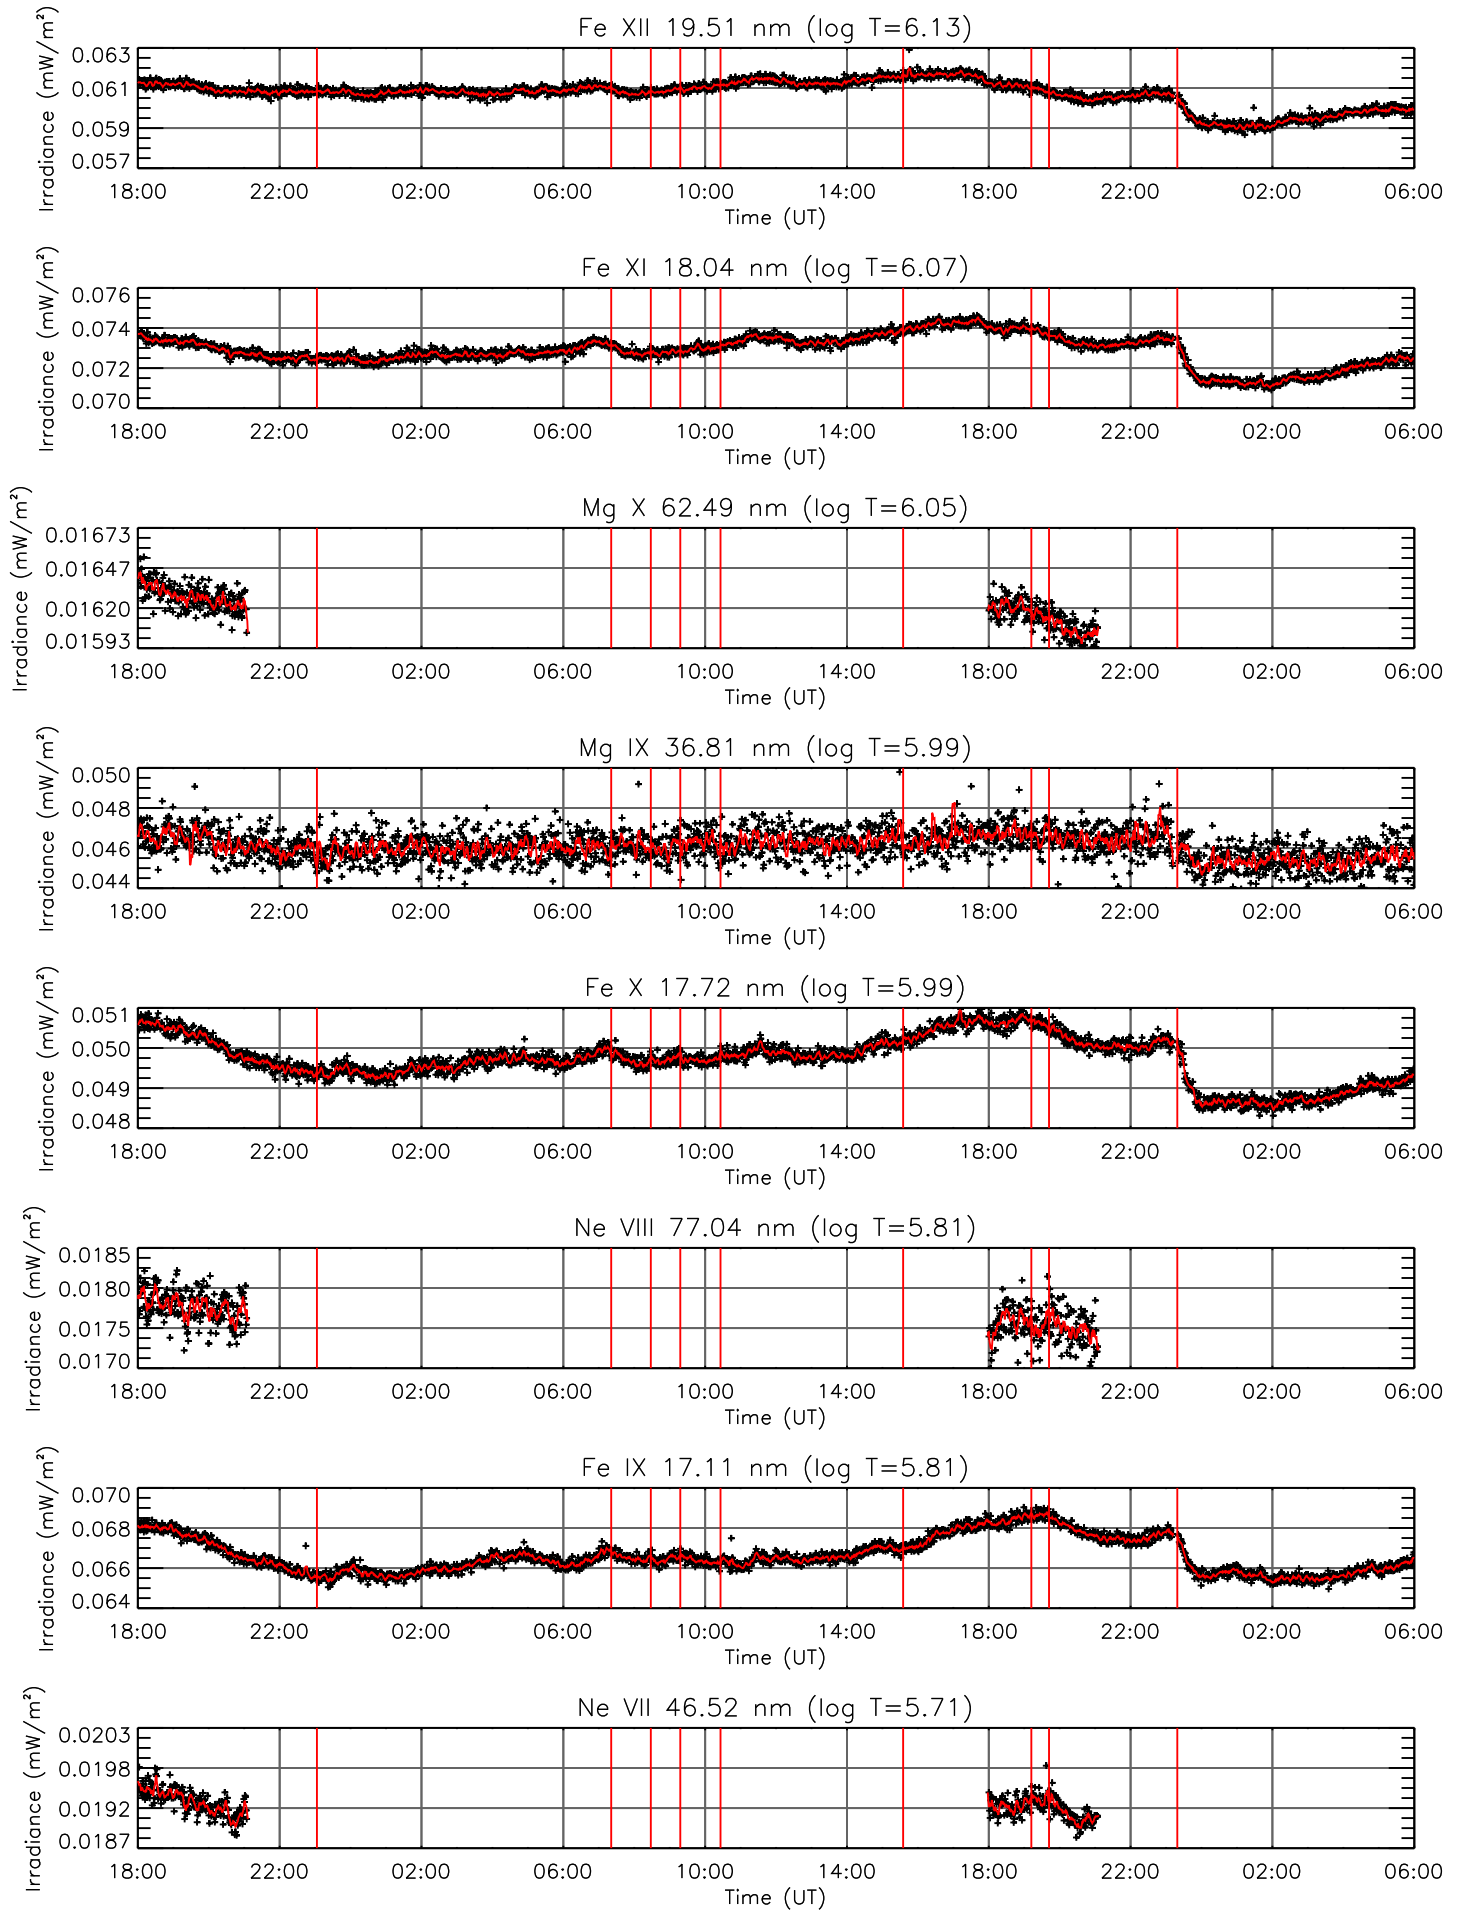 Fe XII 19.51 nm (log T=6.13)
Irradiance (mW/m²)
0.063
0.061
0.059
0.057
18:00 22:00 02:00 06:00 10:00 14:00 18:00 22:00 02:00 06:00
Time (UT)
Fe XI 18.04 nm (log T=6.07)
Irradiance (mW/m²)
0.076
0.074
0.072
0.070
18:00 22:00 02:00 06:00 10:00 14:00 18:00 22:00 02:00 06:00
Time (UT)
Mg X 62.49 nm (log T=6.05)
Irradiance (mW/m²)
0.01673
0.01647
0.01620
0.01593
18:00 22:00 02:00 06:00 10:00 14:00 18:00 22:00 02:00 06:00
Time (UT)
Mg IX 36.81 nm (log T=5.99)
Irradiance (mW/m²)
0.050
0.048
0.046
0.044
18:00 22:00 02:00 06:00 10:00 14:00 18:00 22:00 02:00 06:00
Time (UT)
Fe X 17.72 nm (log T=5.99)
Irradiance (mW/m²)
0.051
0.050
0.049
0.048
18:00 22:00 02:00 06:00 10:00 14:00 18:00 22:00 02:00 06:00
Time (UT)
Ne VIII 77.04 nm (log T=5.81)
Irradiance (mW/m²)
0.0185
0.0180
0.0175
0.0170
18:00 22:00 02:00 06:00 10:00 14:00 18:00 22:00 02:00 06:00
Time (UT)
Fe IX 17.11 nm (log T=5.81)
Irradiance (mW/m²)
0.070
0.068
0.066
0.064
18:00 22:00 02:00 06:00 10:00 14:00 18:00 22:00 02:00 06:00
Time (UT)
Ne VII 46.52 nm (log T=5.71)
Irradiance (mW/m²)
0.0203
0.0198
0.0192
0.0187
18:00 22:00 02:00 06:00 10:00 14:00 18:00 22:00 02:00 06:00
Time (UT)